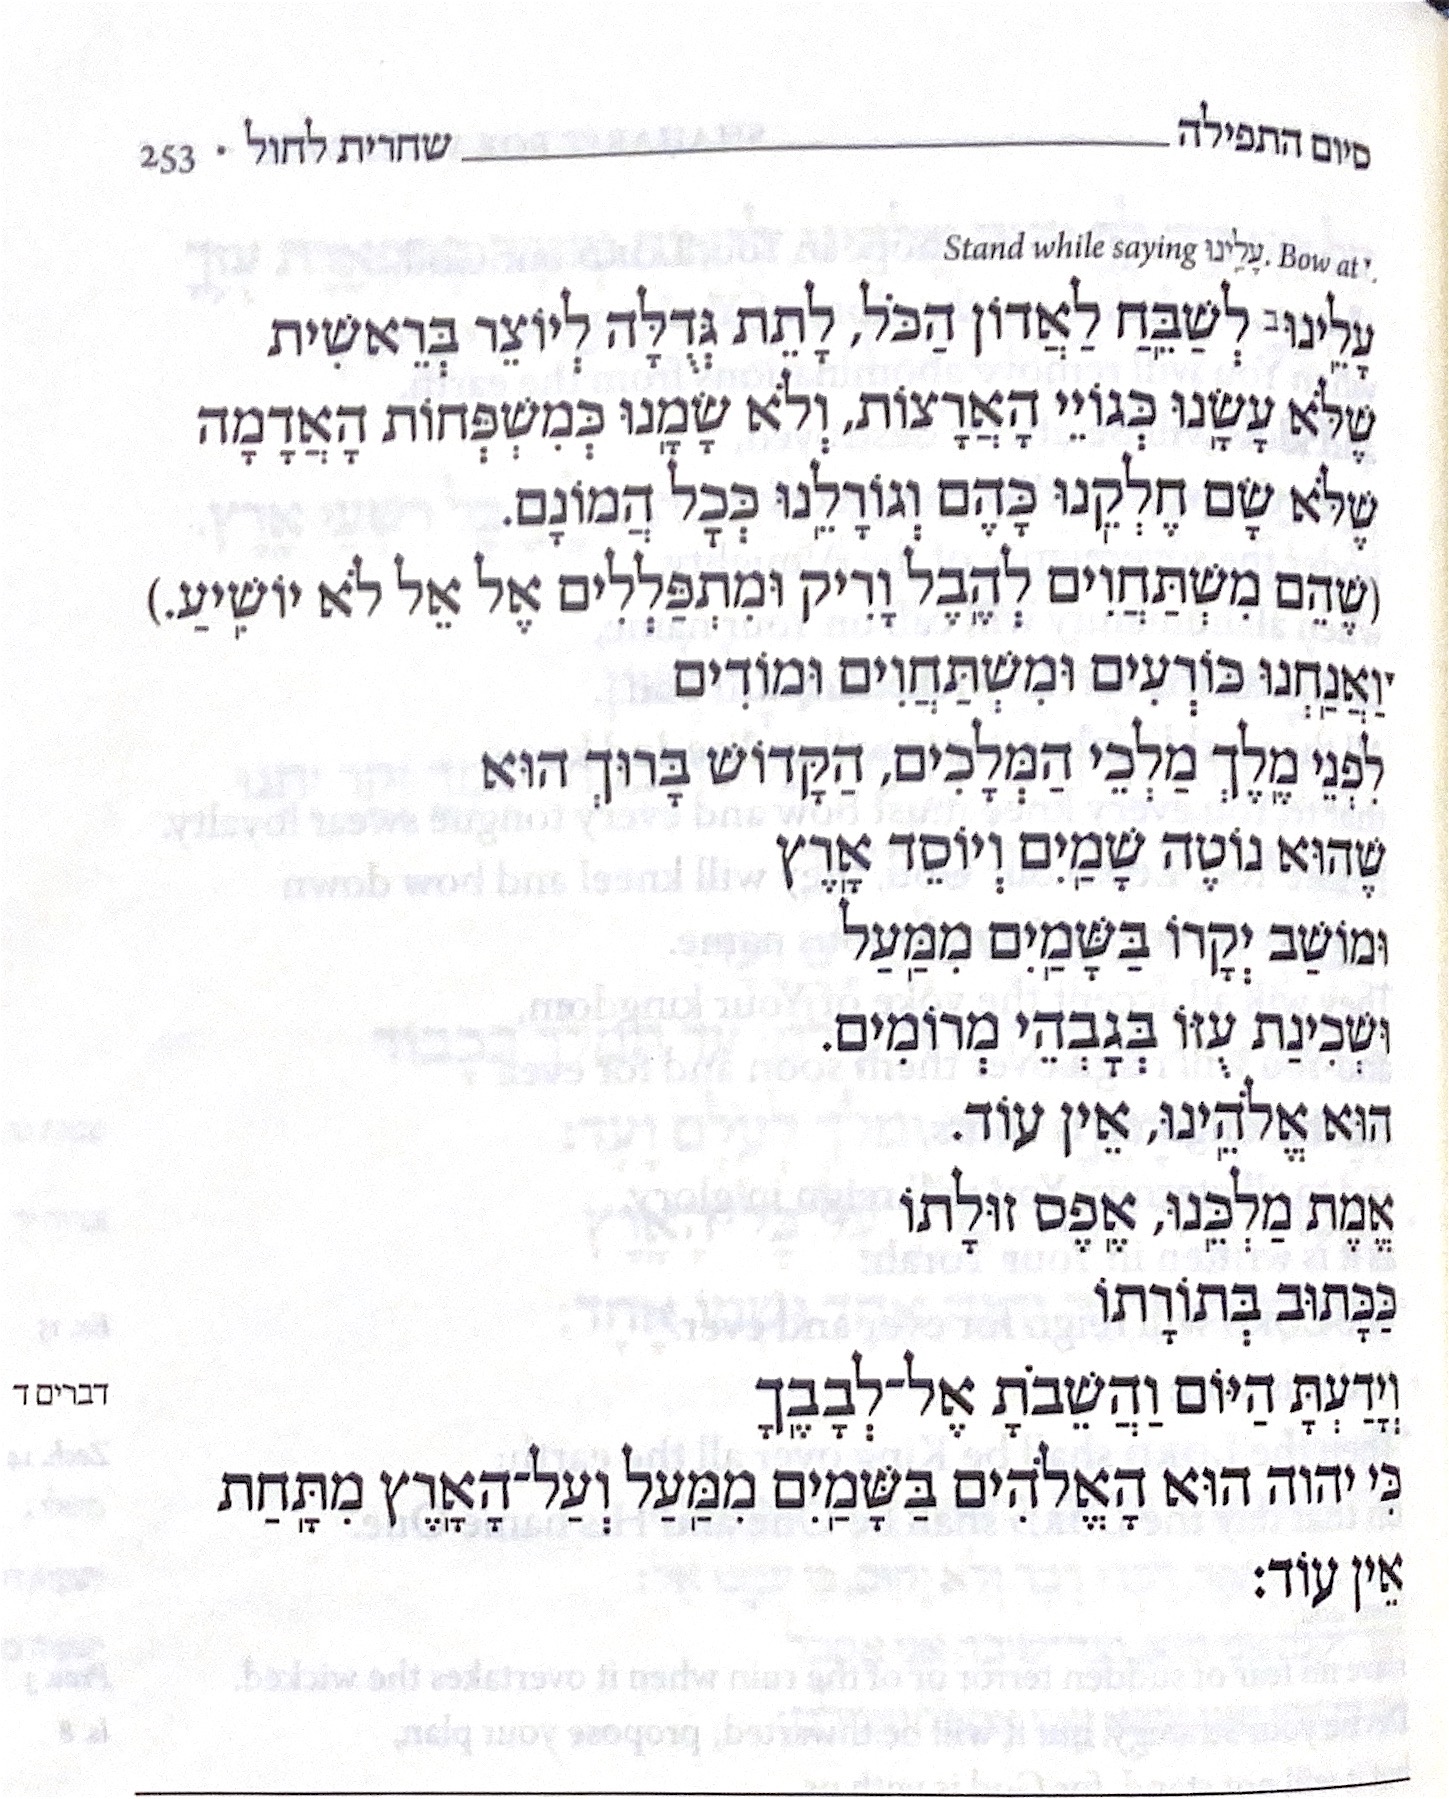 סיום התפילה שחרית לחול • 253
Stand while saying עָלֵינוּ. Bow at ׳.
עָלֵֽינוּ לְשַׁבֵּֽחַ לַאֲדוֹן הַכֹּל, לָתֵת גְּדֻלָּה לְיוֹצֵר בְּרֵאשִׁית
שֶׁלֹּא עָשָֽׂנוּ כְּגוֹיֵי הָאֲרָצוֹת, וְלֹא שָׂמָֽנוּ כְּמִשְׁפְּחוֹת הָאֲדָמָה
שֶׁלֹּא שָׂם חֶלְקֵֽנוּ כָּהֶם וְגוֹרָלֵֽנוּ כְּכָל הֲמוֹנָם.
(שֶׁהֵם מִשְׁתַּחֲוִים לְהֶֽבֶל וָרִיק וּמִתְפַּלְלִים אֶל אֵל לֹא יוֹשִֽׁיעַ.)
׳וַאֲנַֽחְנוּ כּוֹרְעִים וּמִשְׁתַּחֲוִים וּמוֹדִים
לִפְנֵי מֶֽלֶךְ מַלְכֵי הַמְּלָכִים, הַקָּדוֹשׁ בָּרוּךְ הוּא
שֶׁהוּא נוֹטֶה שָׁמַֽיִם וְיוֹסֵד אָֽרֶץ
וּמוֹשַׁב יְקָרוֹ בַּשָּׁמַֽיִם מִמַּֽעַל
וּשְׁכִינַת עֻזּוֹ בְּגָבְהֵי מְרוֹמִים.
הוּא אֱלֹהֵֽינוּ, אֵין עוֹד.
אֱמֶת מַלְכֵּֽנוּ, אֶֽפֶס זוּלָתוֹ
כַּכָּתוּב בְּתוֹרָתוֹ
וְיָדַעְתָּ הַיּוֹם וַהֲשֵׁבֹתָ אֶל־לְבָבֶֽךָ דברים ד
כִּי יהוה הוּא הָאֱלֹהִים בַּשָּׁמַֽיִם מִמַּֽעַל וְעַל־הָאָֽרֶץ מִתָּֽחַת
אֵין עוֹד: